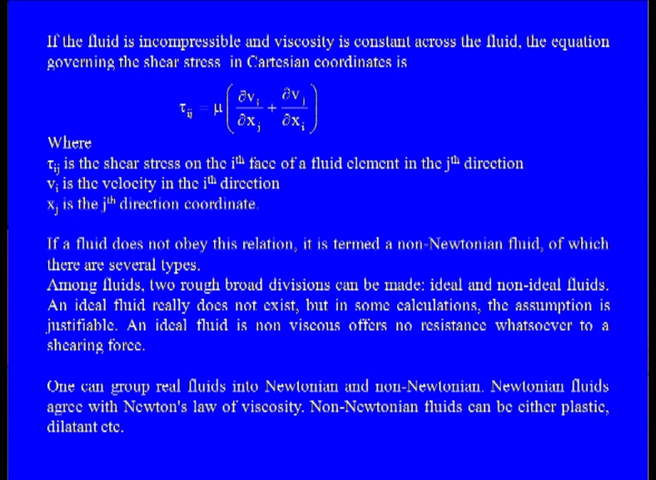 If the fluid is incompressible and viscosity is constant across the fluid, the equation
governing the shear stress in Cartesian coordinates is
τij = μ(∂vi/∂xj + ∂vj/∂xi)
Where
τij is the shear stress on the ith face of a fluid element in the jth direction
vi is the velocity in the ith direction
xj is the jth direction coordinate.
If a fluid does not obey this relation, it is termed a non-Newtonian fluid, of which
there are several types.
Among fluids, two rough broad divisions can be made: ideal and non-ideal fluids.
An ideal fluid really does not exist, but in some calculations, the assumption is
justifiable. An ideal fluid is non viscous offers no resistance whatsoever to a
shearing force.
One can group real fluids into Newtonian and non-Newtonian. Newtonian fluids
agree with Newton's law of viscosity. Non-Newtonian fluids can be either plastic,
dilatant etc.